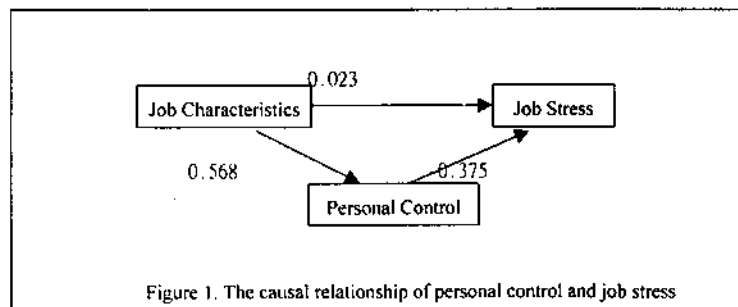 0.023
Job Characteristics
Job Stress
0.568
0.375
Personal Control
Figure 1. The causal relationship of personal control and job stress